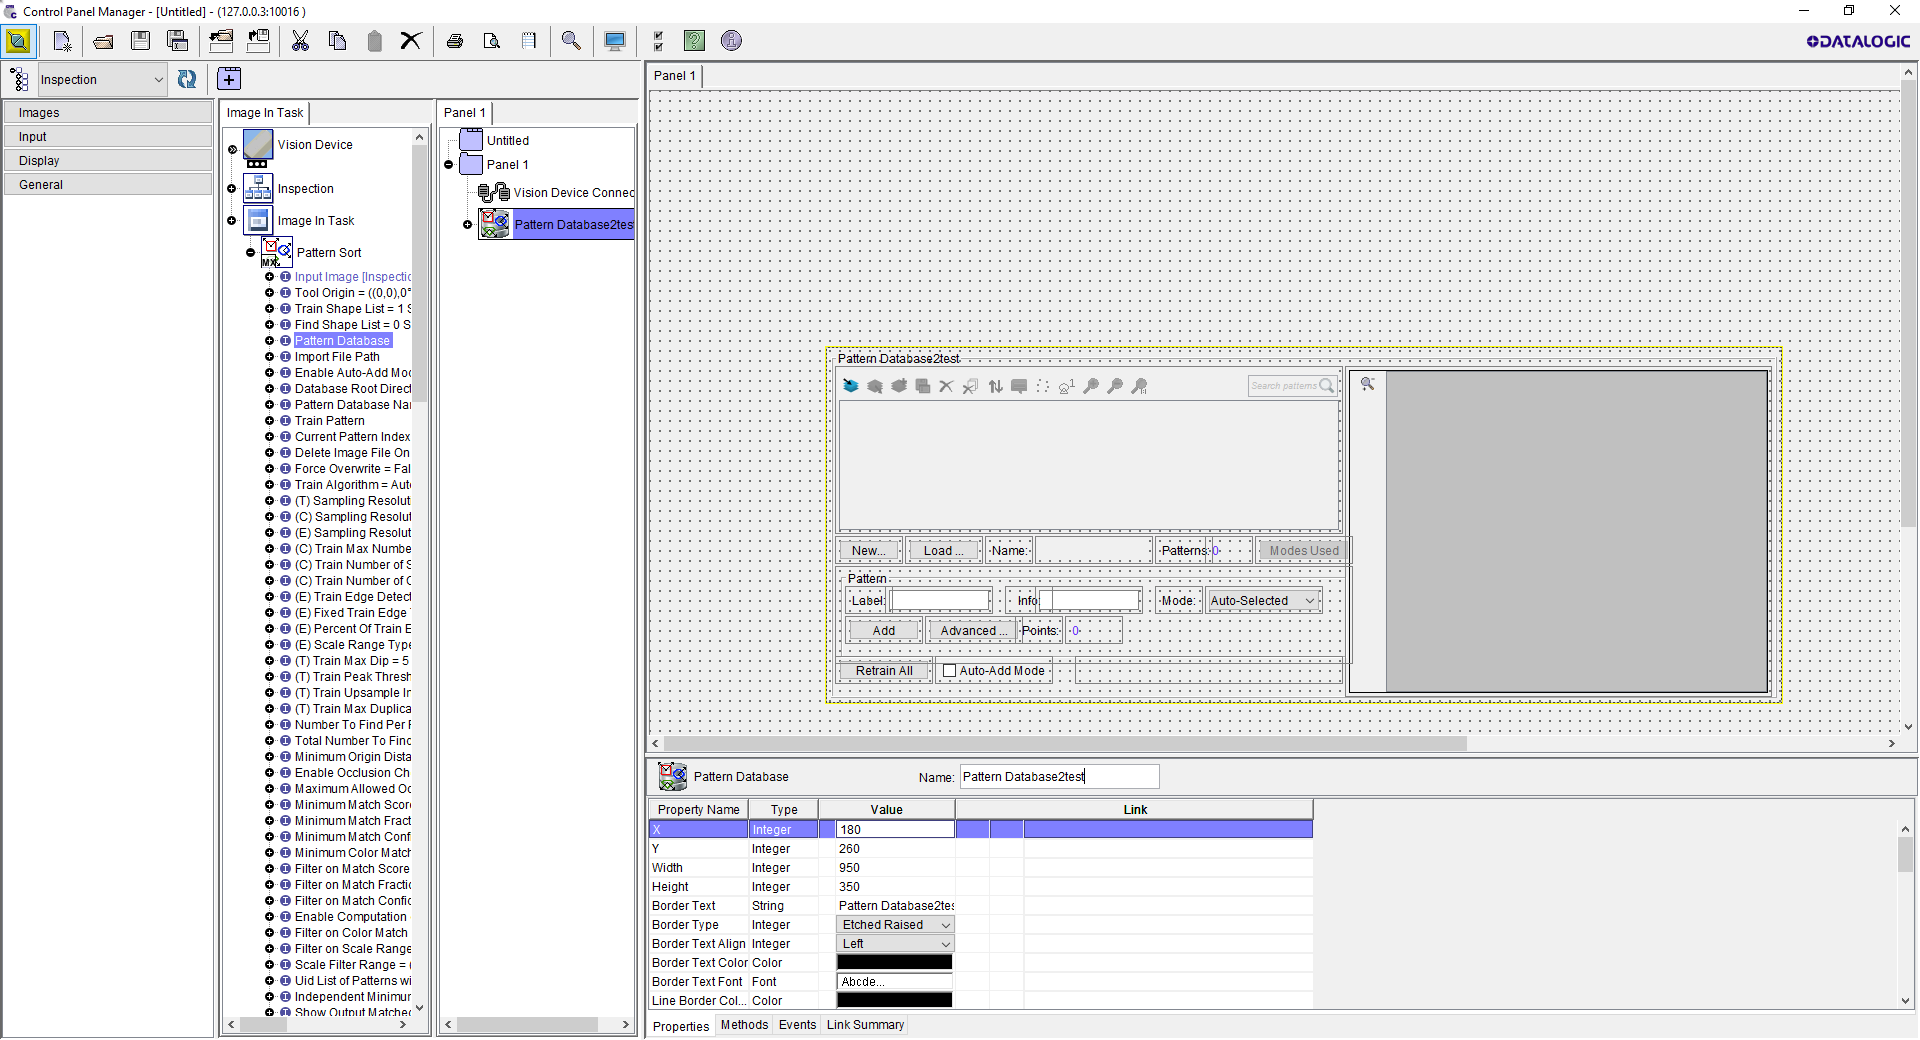 Control Panel Manager - [Untitled] - (127.0.0.3:10016 )
DATALOGIC
Inspection
Images
Input
Display
General
Image In Task
Vision Device
Inspection
Image In Task
Pattern Sort
MX
Input Image [Inspectic
Tool Origin = ((0,0),0°
Train Shape List = 1 S
Find Shape List = 0 S
Pattern Database
Import File Path
Enable Auto-Add Moc
Database Root Direct
Pattern Database Nar
Train Pattern
Current Pattern Index
Delete Image File On
Force Overwrite = Fal
Train Algorithm = Aut
(T) Sampling Resolut
(C) Sampling Resolut
(E) Sampling Resolut
(C) Train Max Numbe
(C) Train Number of S
(C) Train Number of C
(E) Train Edge Detect
(E) Fixed Train Edge
(E) Percent Of Train E
(E) Scale Range Type
(T) Train Max Dip = 5
(T) Train Peak Thresh
(T) Train Upsample In
(T) Train Max Duplica
Number To Find Per F
Total Number To Find
Minimum Origin Dista
Enable Occlusion Ch
Maximum Allowed Oc
Minimum Match Score
Minimum Match Fract
Minimum Match Conf
Minimum Color Match
Filter on Match Score
Filter on Match Fractic
Filter on Match Confic
Enable Computation
Filter on Color Match
Filter on Scale Range
Scale Filter Range = (
Uid List of Patterns wi
Independent Minimur
Show Output Matched
Panel 1
Untitled
Panel 1
Vision Device Connec
Pattern Database2tes
Panel 1
Pattern Database2test
Search patterns
New...
Load ...
Name:
Patterns: 0
Modes Used
Pattern
Label:
Info:
Mode:
Auto-Selected
Add
Advanced ...
Points: 0
Retrain All
Auto-Add Mode
Pattern Database
Name: Pattern Database2test
Property Name Type Value Link
X Integer 180
Y Integer 260
Width Integer 950
Height Integer 350
Border Text String Pattern Database2tes
Border Type Integer Etched Raised
Border Text Align Integer Left
Border Text Color Color
Border Text Font Font Abcde...
Line Border Col... Color
Properties Methods Events Link Summary